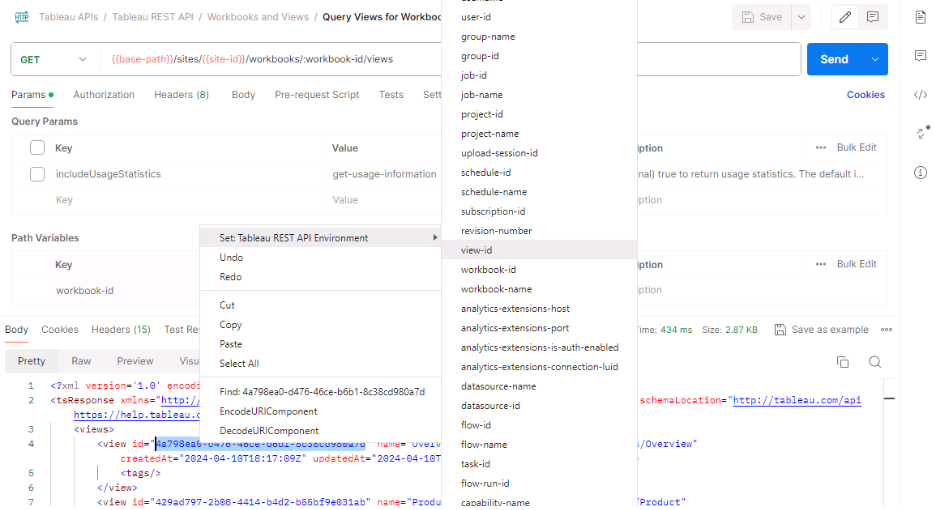 Tableau APIs / Tableau REST API / Workbooks and Views / Query Views for Workboo
Save
GET {{base-path}}/sites/{{site-id}}/workbooks/:workbook-id/views
Send
Params Authorization Headers (8) Body Pre-request Script Tests Sett
Cookies
Query Params
Key Value ption ••• Bulk Edit
includeUsageStatistics get-usage-information nal) true to return usage statistics. The default i...
Key Value ption
Path Variables
Key ption ••• Bulk Edit
workbook-id ption
Set: Tableau REST API Environment
Undo
Redo
Cut
Copy
Paste
Select All
Find: 4a798ea0-d476-46ce-b6b1-8c38cd980a7d
EncodeURIComponent
DecodeURIComponent
user-id
group-name
group-id
job-id
job-name
project-id
project-name
upload-session-id
schedule-id
schedule-name
subscription-id
revision-number
view-id
workbook-id
workbook-name
analytics-extensions-host
analytics-extensions-port
analytics-extensions-is-auth-enabled
analytics-extensions-connection-luid
datasource-name
datasource-id
flow-id
flow-name
task-id
flow-run-id
capability-name
Body Cookies Headers (15) Test Res
Time: 434 ms Size: 2.87 KB Save as example
Pretty Raw Preview Visu
1 <?xml version='1.0' encodi
2 <tsResponse xmlns="http:/ schemaLocation="http://tableau.com/api
https://help.tableau.c
3 <views>
4 <view id="4a798ea0-d476-46ce-b6b1-8c38cd980a7d" name="Overv s/Overview"
createdAt="2024-04-10T18:17:09Z" updatedAt="2024-04-10T
5 <tags/>
6 </view>
7 <view id="429ad797-2b08-4414-b4d2-b55bf9e031ab" name="Produ /Product"